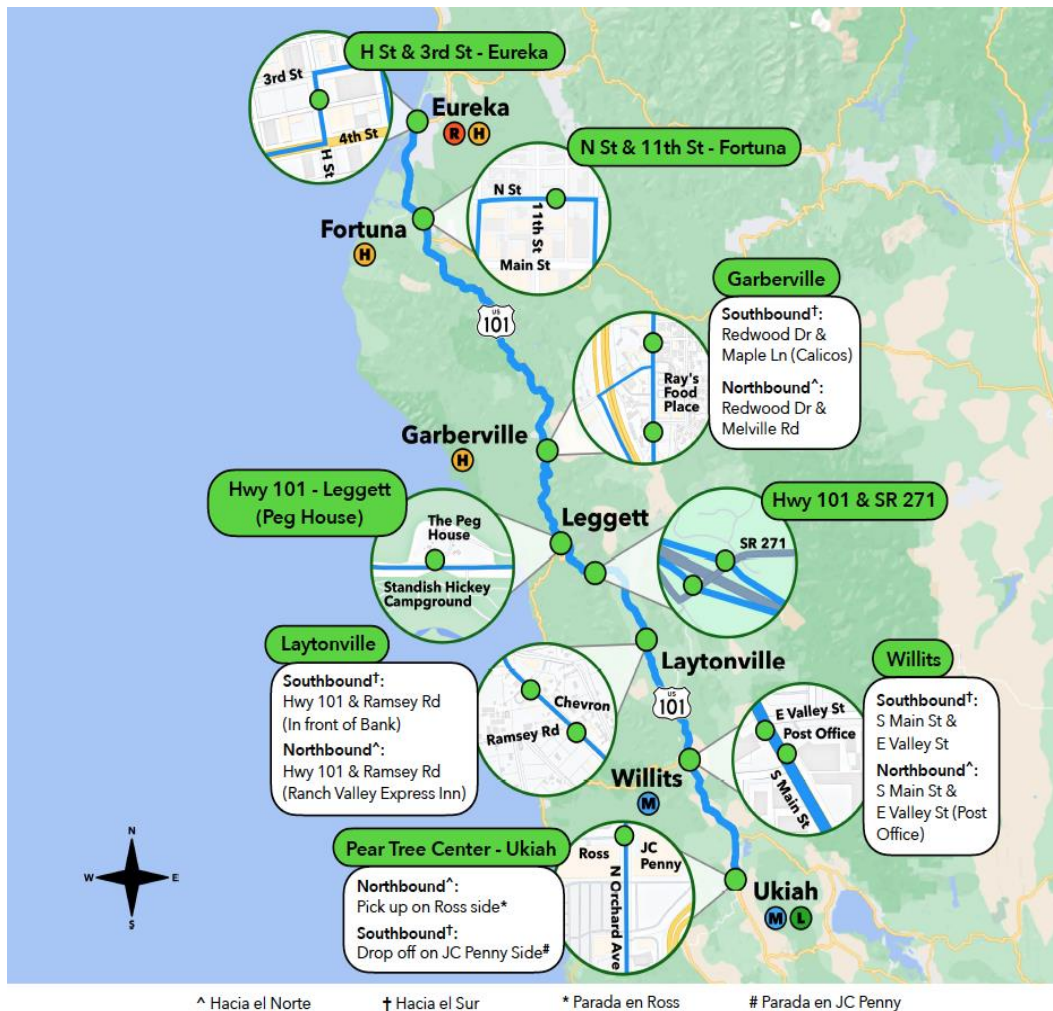 H St & 3rd St - Eureka
3rd St
4th St
H St
Eureka
R H
N St & 11th St - Fortuna
N St
11th St
Main St
Fortuna
H
US
101
Garberville
Southbound†:
Redwood Dr &
Maple Ln (Calicos)
Northbound^:
Redwood Dr &
Melville Rd
Ray's
Food
Place
Garberville
H
Hwy 101 - Leggett
(Peg House)
The Peg
House
Standish Hickey
Campground
Leggett
Hwy 101 & SR 271
SR 271
Laytonville
Southbound†:
Hwy 101 & Ramsey Rd
(In front of Bank)
Northbound^:
Hwy 101 & Ramsey Rd
(Ranch Valley Express Inn)
Chevron
Ramsey Rd
Laytonville
101
Willits
Southbound†:
S Main St &
E Valley St
Northbound^:
S Main St &
E Valley St (Post
Office)
E Valley St
Post Office
S Main St
Willits
M
Pear Tree Center - Ukiah
Northbound^:
Pick up on Ross side*
Southbound†:
Drop off on JC Penny Side#
Ross
JC
Penny
N Orchard Ave
Ukiah
M L
N
W E
S
^ Hacia el Norte † Hacia el Sur * Parada en Ross # Parada en JC Penny